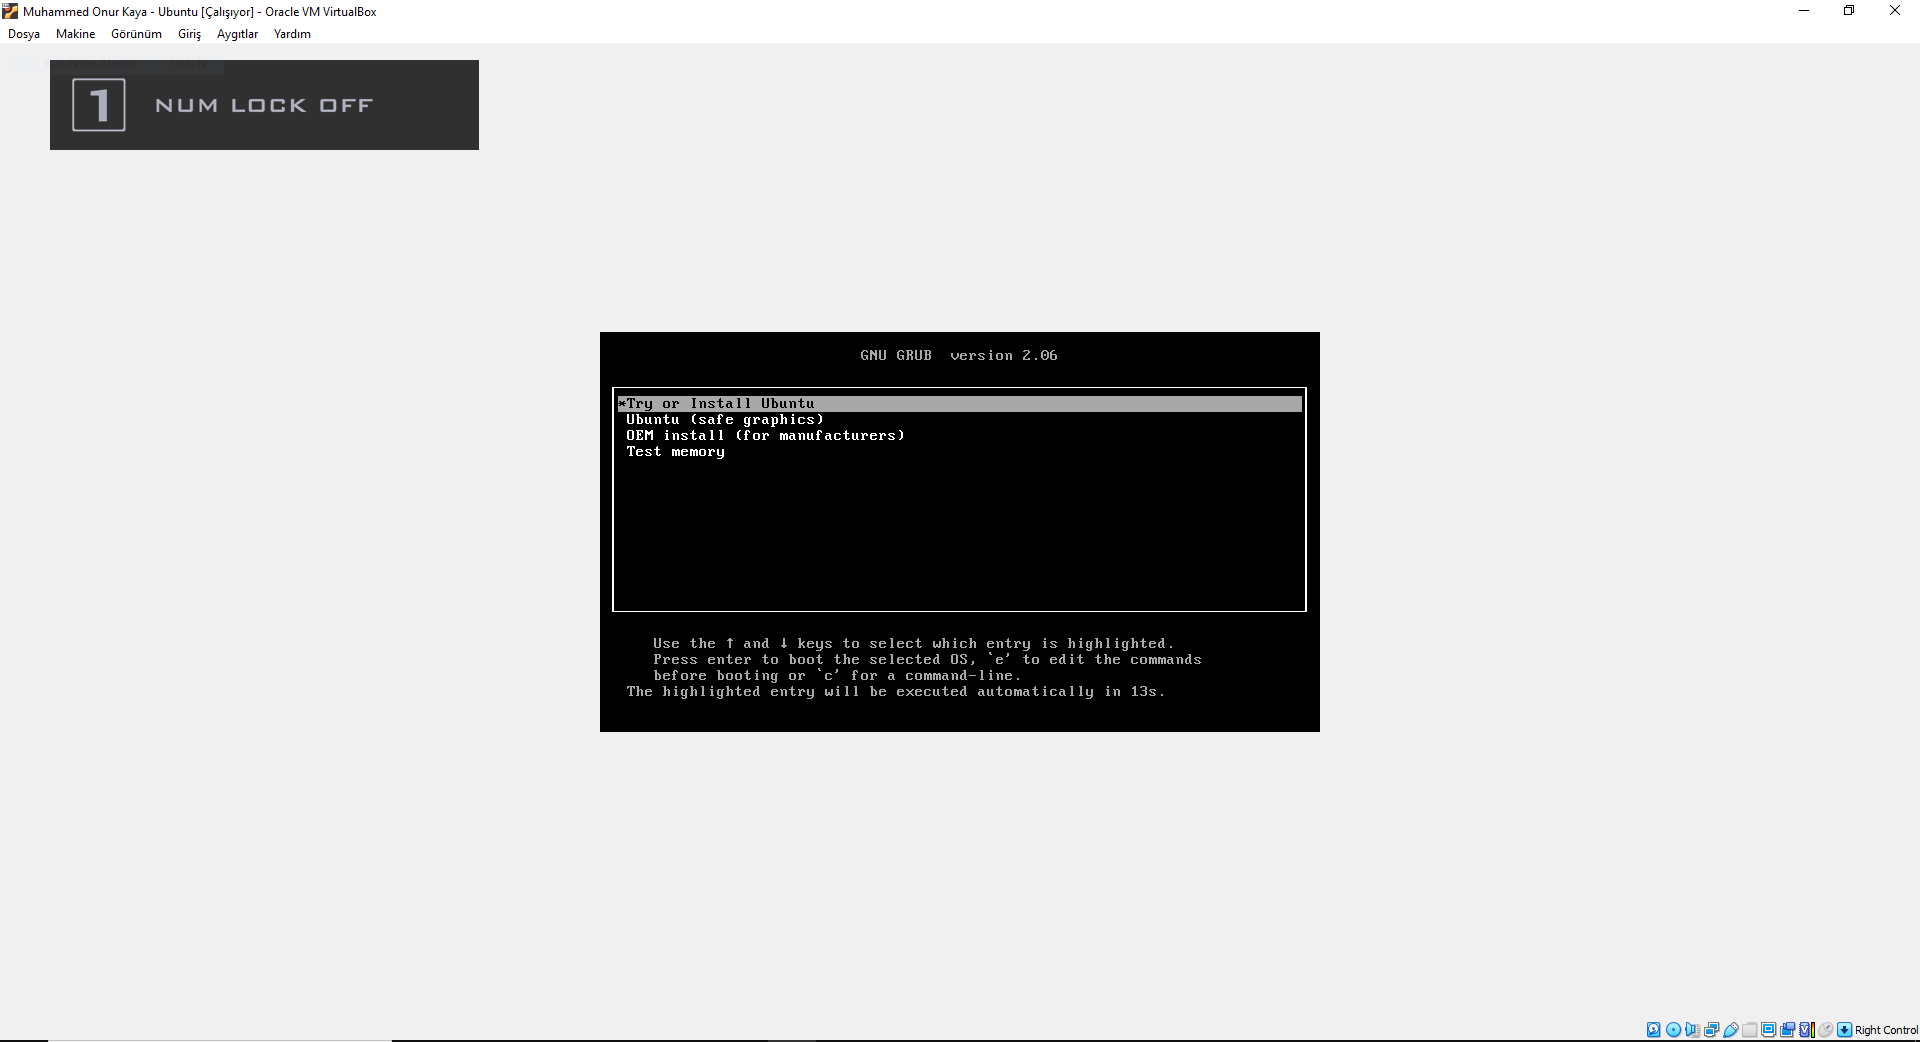 Muhammed Onur Kaya - Ubuntu [Çalışıyor] - Oracle VM VirtualBox
Dosya Makine Görünüm Giriş Aygıtlar Yardım
1 NUM LOCK OFF
GNU GRUB version 2.06
*Try or Install Ubuntu
Ubuntu (safe graphics)
OEM install (for manufacturers)
Test memory
Use the ↑ and ↓ keys to select which entry is highlighted.
Press enter to boot the selected OS, `e' to edit the commands
before booting or `c' for a command-line.
The highlighted entry will be executed automatically in 13s.
Right Control